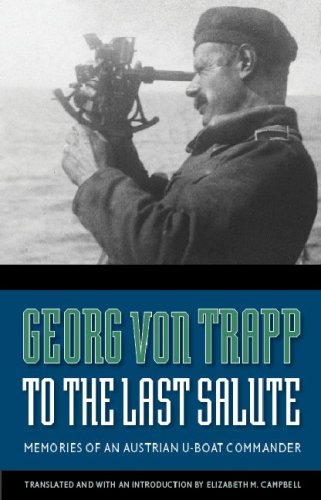 GEORG VON TRAPP
TO THE LAST SALUTE
MEMORIES OF AN AUSTRIAN U-BOAT COMMANDER
TRANSLATED AND WITH AN INTRODUCTION BY ELIZABETH M. CAMPBELL